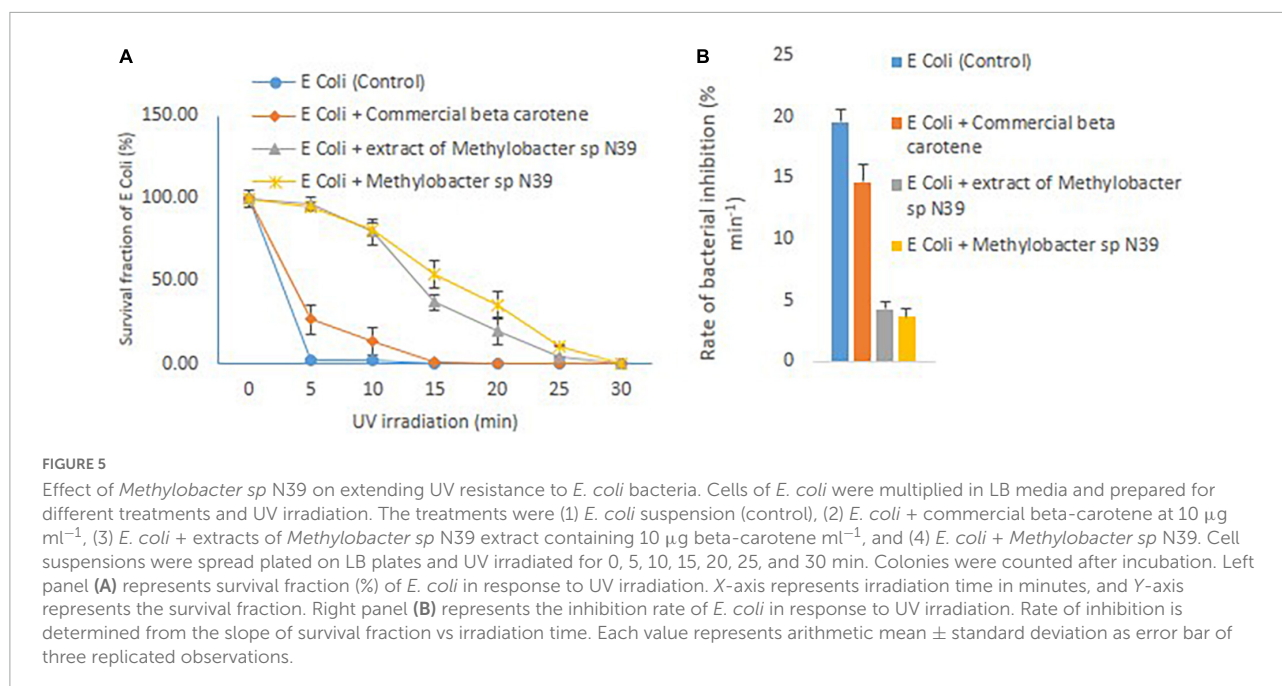 A
E Coli (Control)
E Coli + Commercial beta carotene
E Coli + extract of Methylobacter sp N39
E Coli + Methylobacter sp N39
Survival fraction of E Coli (%)
150.00
100.00
50.00
0.00
0 5 10 15 20 25 30
UV irradiation (min)
B
Rate of bacterial inhibition (%
min-1)
25
20
15
10
5
0
E Coli (Control)
E Coli + Commercial beta
carotene
E Coli + extract of Methylobacter
sp N39
E Coli + Methylobacter sp N39
FIGURE 5
Effect of Methylobacter sp N39 on extending UV resistance to E. coli bacteria. Cells of E. coli were multiplied in LB media and prepared for
different treatments and UV irradiation. The treatments were (1) E. coli suspension (control), (2) E. coli + commercial beta-carotene at 10 μg
ml−1, (3) E. coli + extracts of Methylobacter sp N39 extract containing 10 μg beta-carotene ml−1, and (4) E. coli + Methylobacter sp N39. Cell
suspensions were spread plated on LB plates and UV irradiated for 0, 5, 10, 15, 20, 25, and 30 min. Colonies were counted after incubation. Left
panel (A) represents survival fraction (%) of E. coli in response to UV irradiation. X-axis represents irradiation time in minutes, and Y-axis
represents the survival fraction. Right panel (B) represents the inhibition rate of E. coli in response to UV irradiation. Rate of inhibition is
determined from the slope of survival fraction vs irradiation time. Each value represents arithmetic mean ± standard deviation as error bar of
three replicated observations.